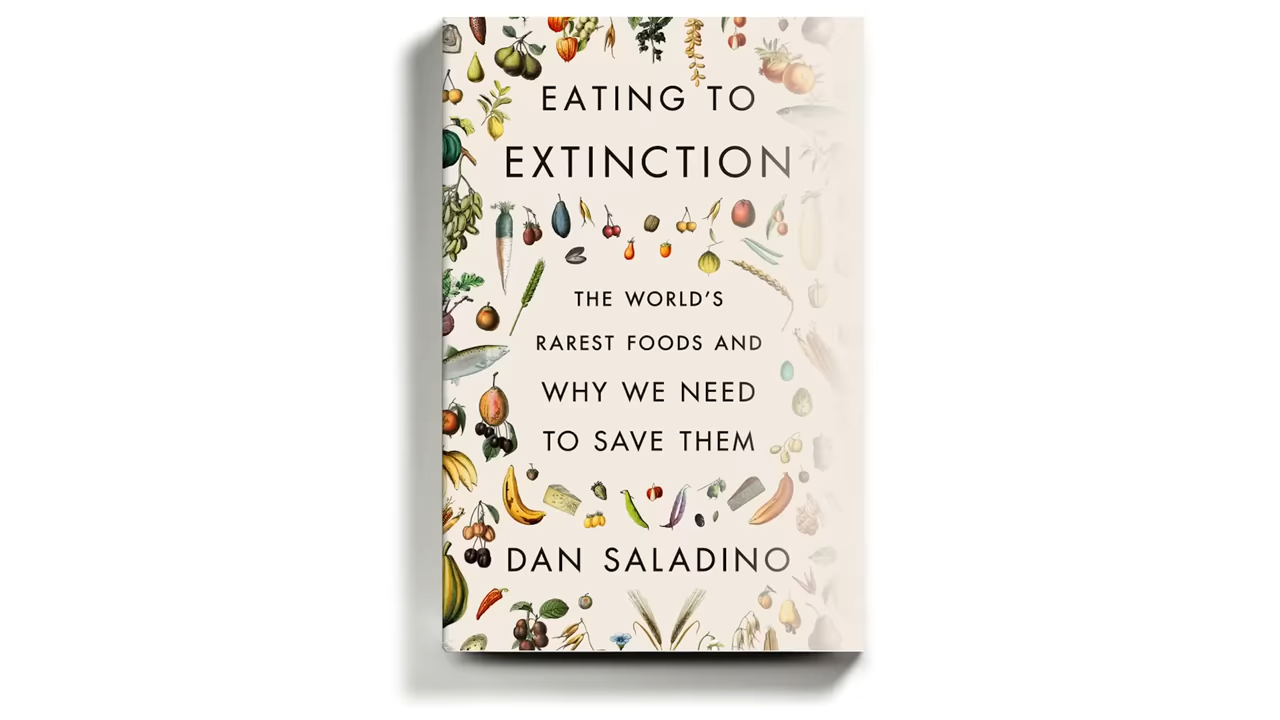 EATING TO
EXTINCTION
THE WORLD'S
RAREST FOODS AND
WHY WE NEED
TO SAVE THEM
DAN SALADINO